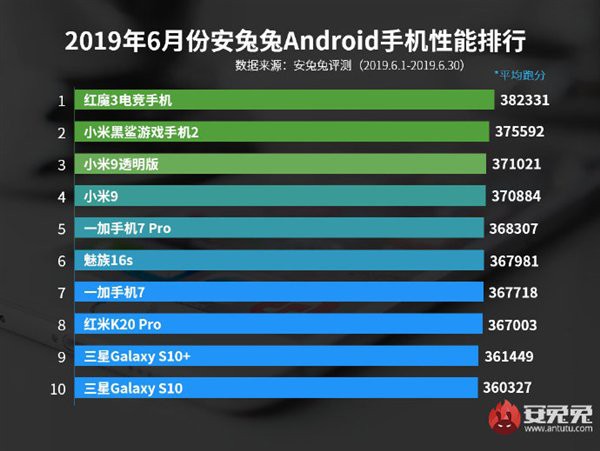 2019年6月份安兔兔Android手机性能排行
数据来源：安兔兔评测（2019.6.1-2019.6.30）
*平均跑分
1 红魔3电竞手机 382331
2 小米黑鲨游戏手机2 375592
3 小米9透明版 371021
4 小米9 370884
5 一加手机7 Pro 368307
6 魅族16s 367981
7 一加手机7 367718
8 红米K20 Pro 367003
9 三星Galaxy S10+ 361449
10 三星Galaxy S10 360327
安兔兔
www.antutu.com